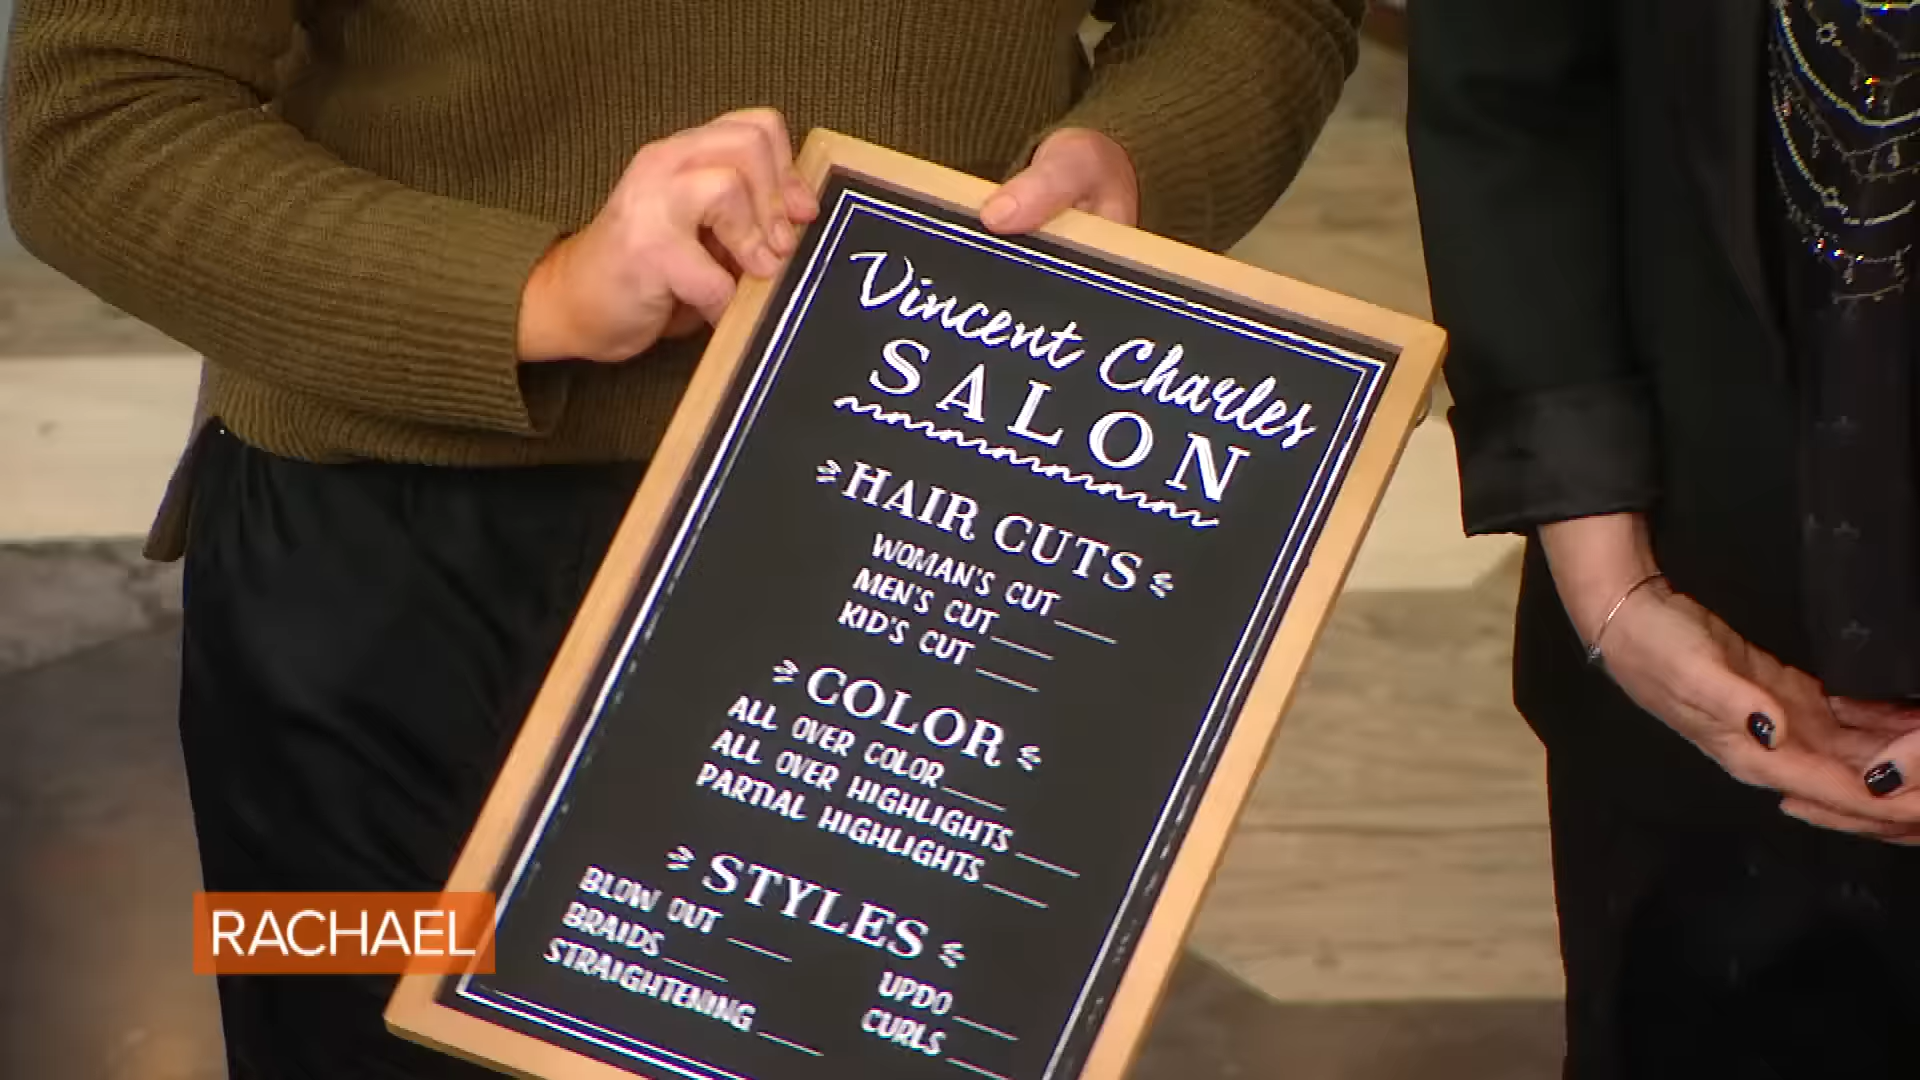 Vincent Charles
SALON
HAIR CUTS
WOMAN'S CUT
MEN'S CUT
KID'S CUT
COLOR
ALL OVER COLOR
ALL OVER HIGHLIGHTS
PARTIAL HIGHLIGHTS
STYLES
BLOW OUT
BRAIDS
STRAIGHTENING
UPDO
CURLS
RACHAEL